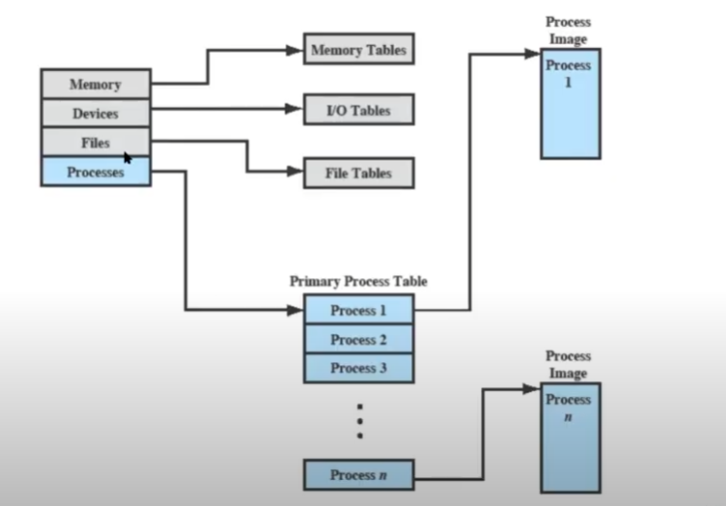 Memory
Devices
Files
Processes
Memory Tables
I/O Tables
File Tables
Primary Process Table
Process 1
Process 2
Process 3
Process n
Process
Image
Process
1
Process
Image
Process
n